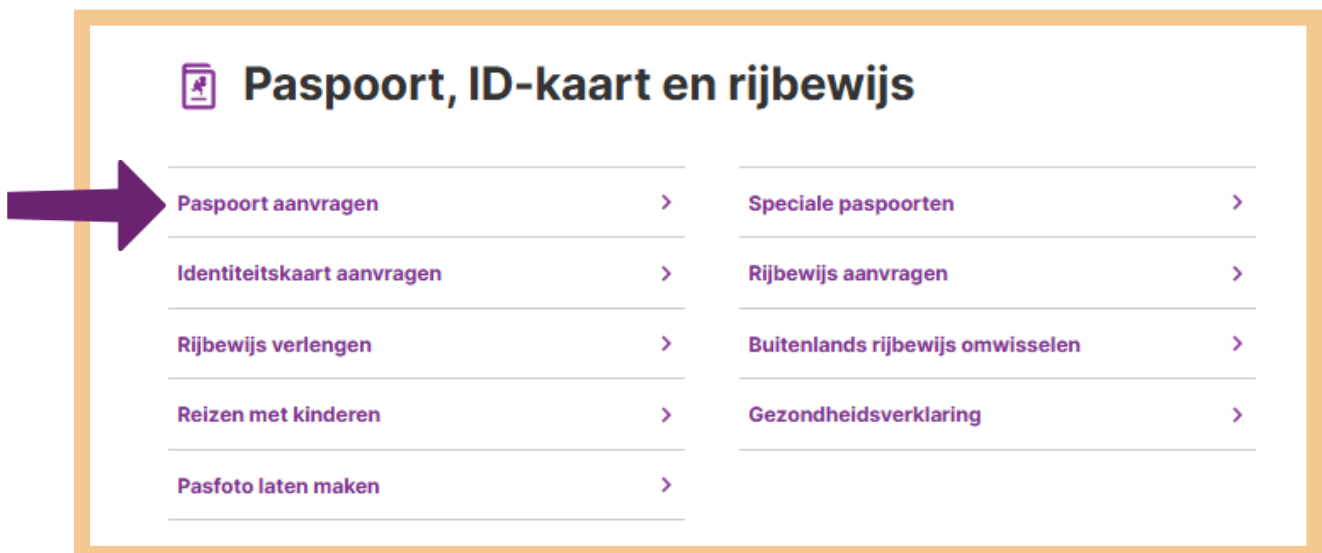 Paspoort, ID-kaart en rijbewijs
Paspoort aanvragen
Identiteitskaart aanvragen
Rijbewijs verlengen
Reizen met kinderen
Pasfoto laten maken
Speciale paspoorten
Rijbewijs aanvragen
Buitenlands rijbewijs omwisselen
Gezondheidsverklaring